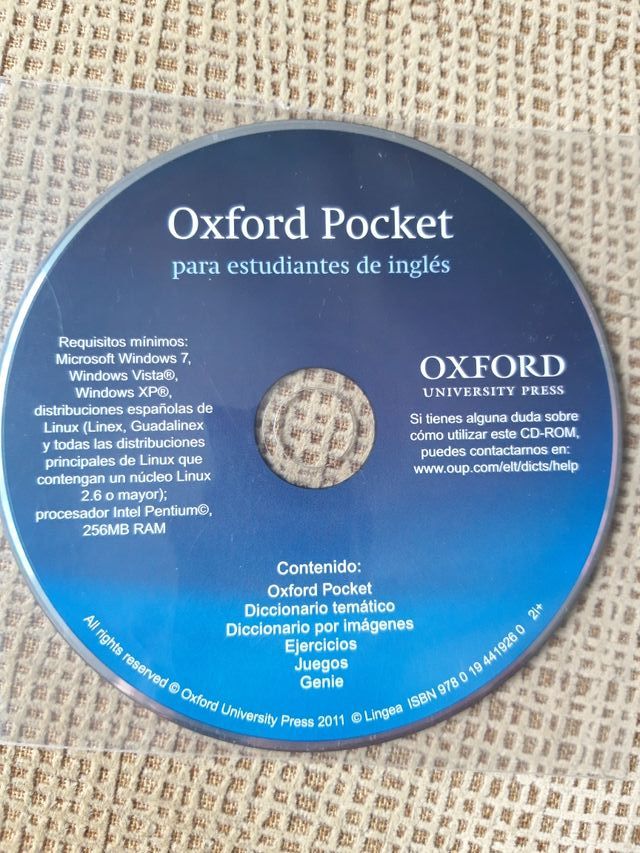 Oxford Pocket
para estudiantes de inglés
Requisitos mínimos:
Microsoft Windows 7,
Windows Vista®,
Windows XP®,
distribuciones españolas de
Linux (Linex, Guadalinex
y todas las distribuciones
principales de Linux que
contengan un núcleo Linux
2.6 o mayor);
procesador Intel Pentium©,
256MB RAM
OXFORD
UNIVERSITY PRESS
Si tienes alguna duda sobre
cómo utilizar este CD-ROM,
puedes contactarnos en:
www.oup.com/elt/dicts/help
Contenido:
Oxford Pocket
Diccionario temático
Diccionario por imágenes
Ejercicios
Juegos
Genie
All rights reserved © Oxford University Press 2011 © Lingea ISBN 978 0 19 441926 0 2l+